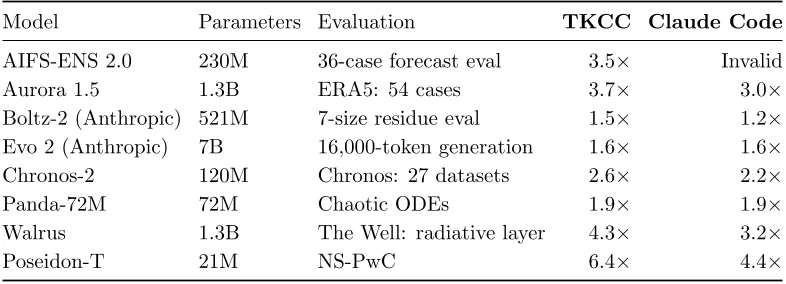 Model Parameters Evaluation TKCC Claude Code
AIFS-ENS 2.0 230M 36-case forecast eval 3.5× Invalid
Aurora 1.5 1.3B ERA5: 54 cases 3.7× 3.0×
Boltz-2 (Anthropic) 521M 7-size residue eval 1.5× 1.2×
Evo 2 (Anthropic) 7B 16,000-token generation 1.6× 1.6×
Chronos-2 120M Chronos: 27 datasets 2.6× 2.2×
Panda-72M 72M Chaotic ODEs 1.9× 1.9×
Walrus 1.3B The Well: radiative layer 4.3× 3.2×
Poseidon-T 21M NS-PwC 6.4× 4.4×